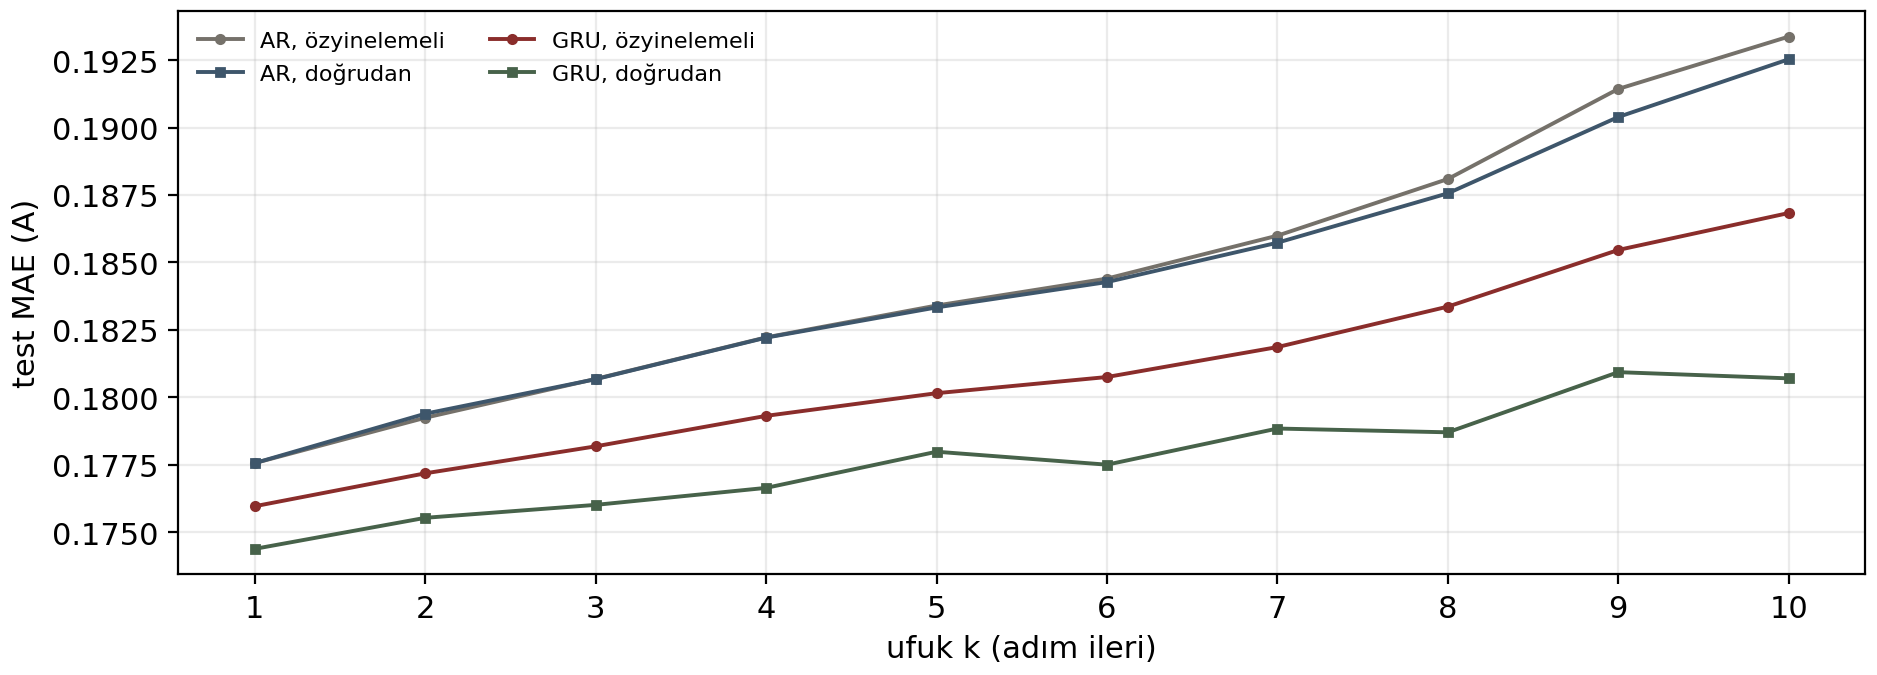 AR, özyinelemeli
AR, doğrudan
GRU, özyinelemeli
GRU, doğrudan
test MAE (A)
0.1925
0.1900
0.1875
0.1850
0.1825
0.1800
0.1775
0.1750
1 2 3 4 5 6 7 8 9 10
ufuk k (adım ileri)